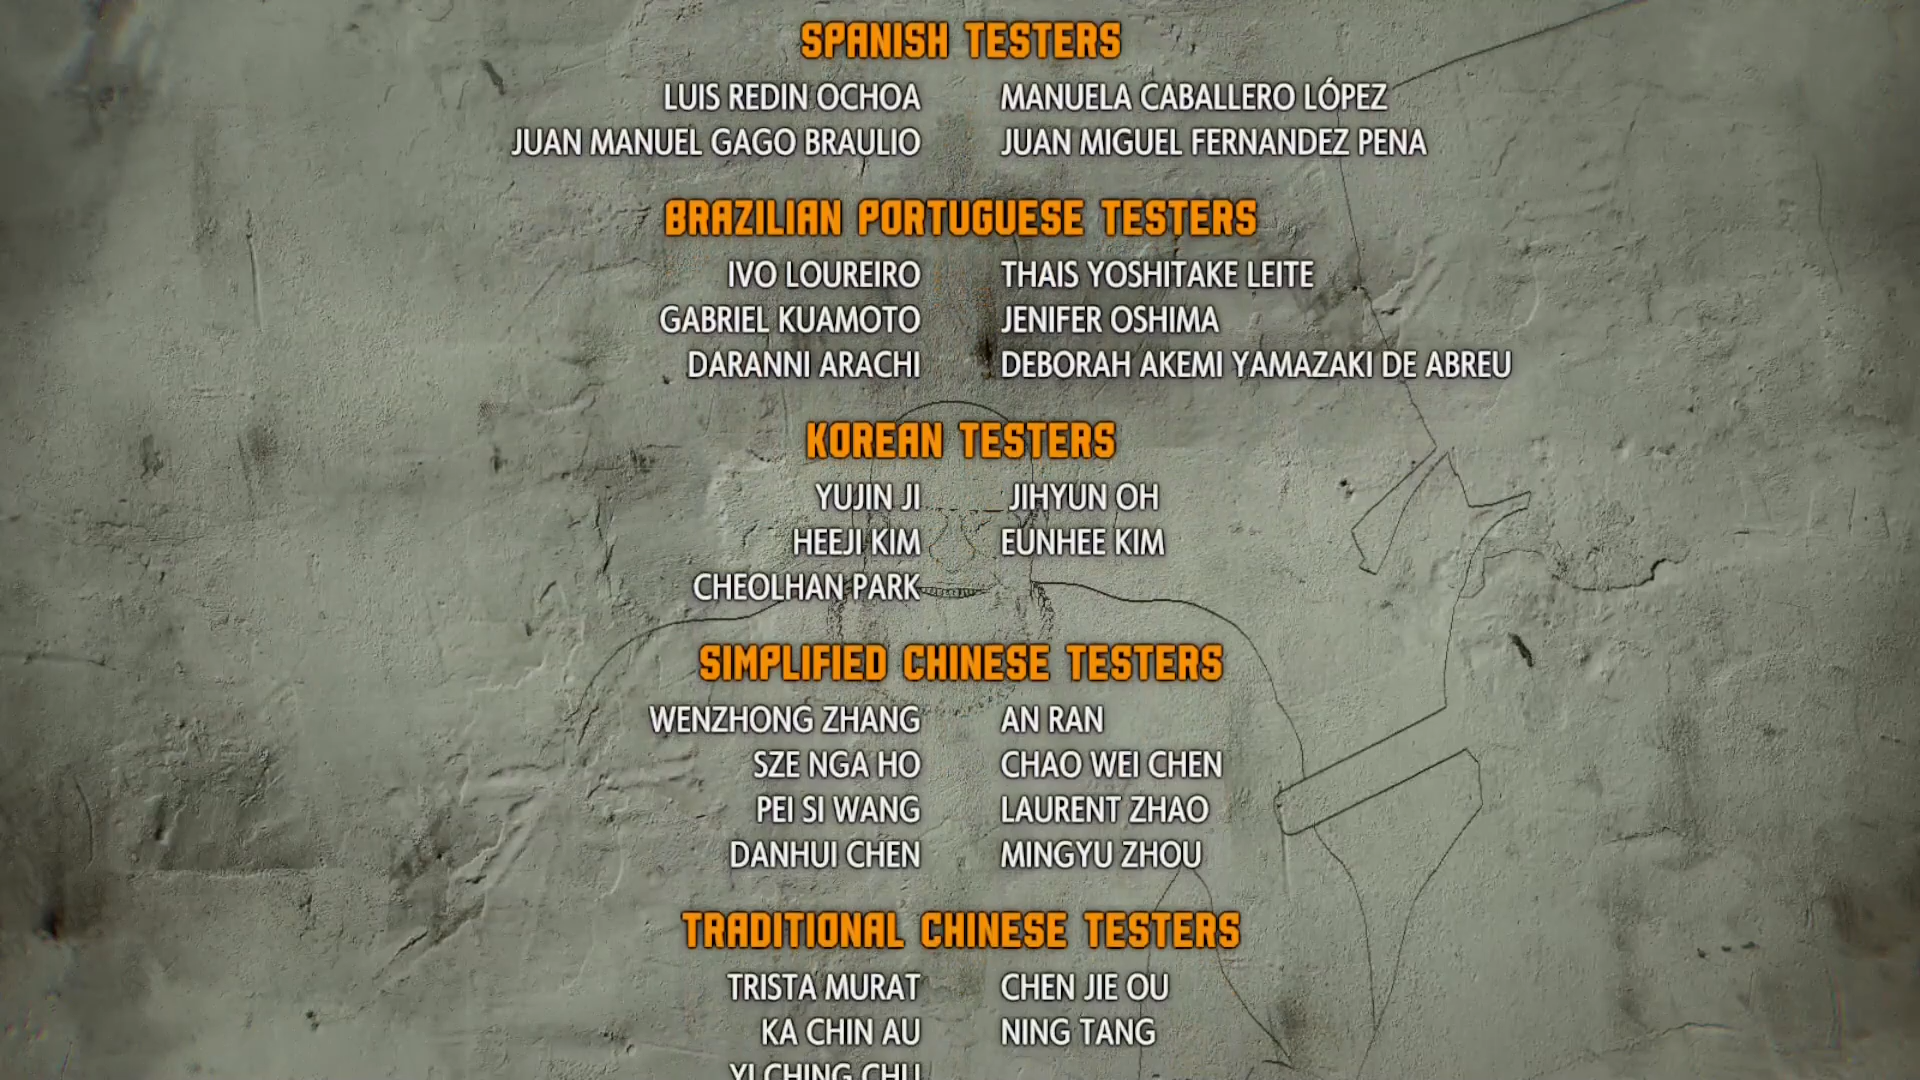 SPANISH TESTERS
LUIS REDIN OCHOA MANUELA CABALLERO LÓPEZ
JUAN MANUEL GAGO BRAULIO JUAN MIGUEL FERNANDEZ PENA
BRAZILIAN PORTUGUESE TESTERS
IVO LOUREIRO THAIS YOSHITAKE LEITE
GABRIEL KUAMOTO JENIFER OSHIMA
DARANNI ARACHI DEBORAH AKEMI YAMAZAKI DE ABREU
KOREAN TESTERS
YUJIN JI JIHYUN OH
HEEJI KIM EUNHEE KIM
CHEOLHAN PARK
SIMPLIFIED CHINESE TESTERS
WENZHONG ZHANG AN RAN
SZE NGA HO CHAO WEI CHEN
PEI SI WANG LAURENT ZHAO
DANHUI CHEN MINGYU ZHOU
TRADITIONAL CHINESE TESTERS
TRISTA MURAT CHEN JIE OU
KA CHIN AU NING TANG
YI CHING CHU